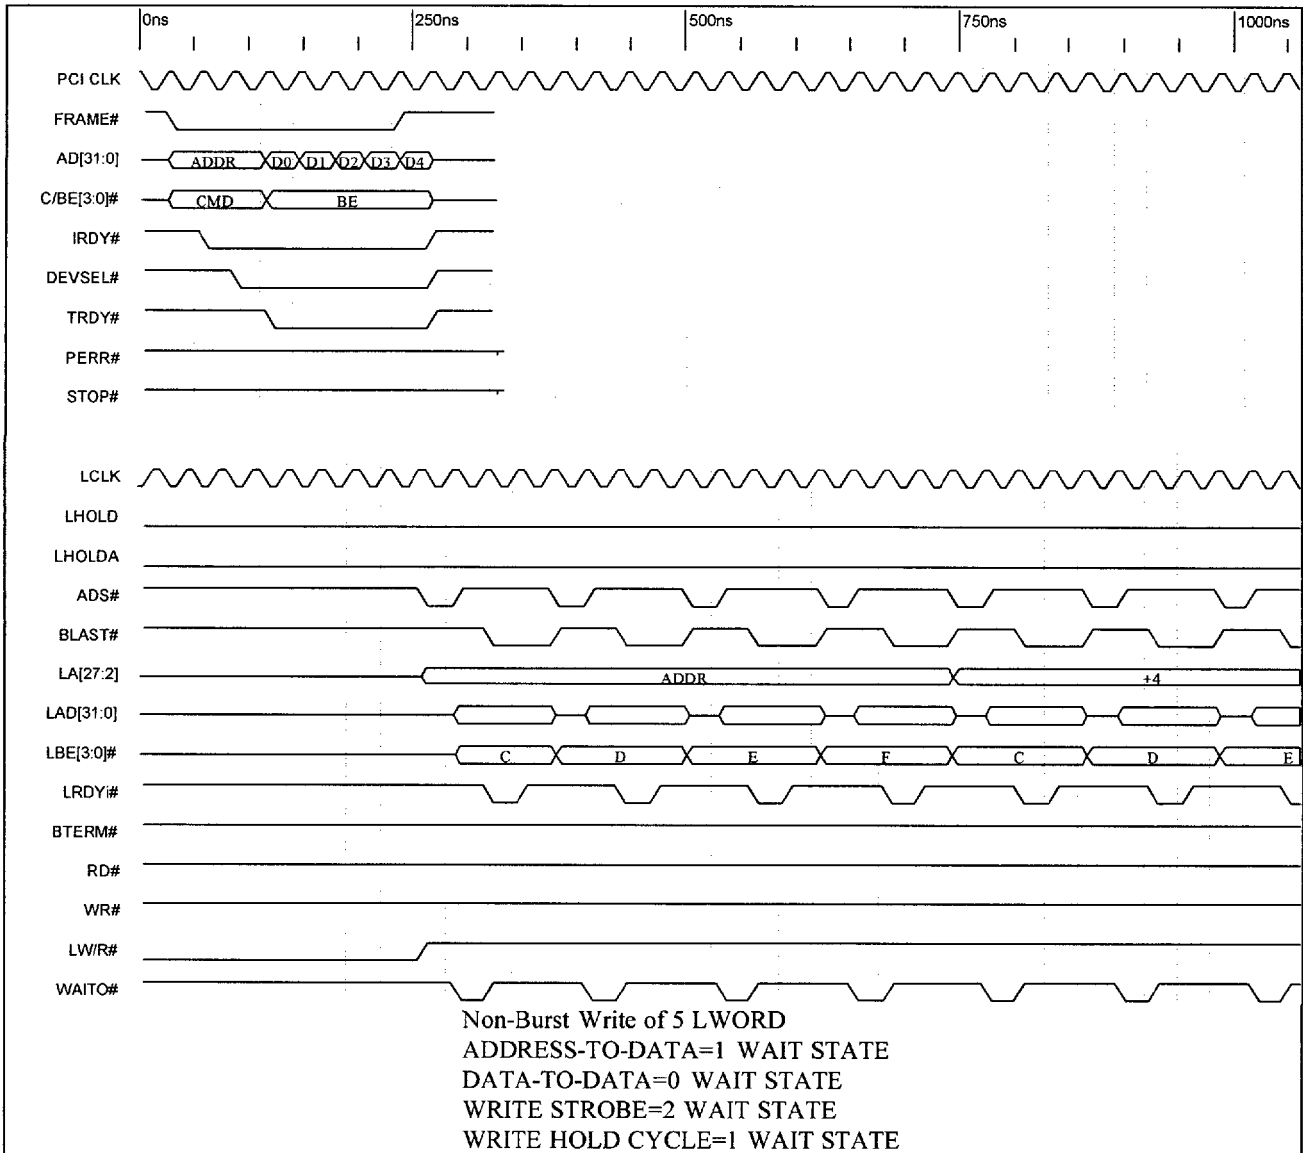 0ns 250ns 500ns 750ns 1000ns
PCI CLK
FRAME#
AD[31:0] ADDR D0 D1 D2 D3 D4
C/BE[3:0]# CMD BE
IRDY#
DEVSEL#
TRDY#
PERR#
STOP#
LCLK
LHOLD
LHOLDA
ADS#
BLAST#
LA[27:2] ADDR +4
LAD[31:0]
LBE[3:0]# C D E F C D E
LRDYi#
BTERM#
RD#
WR#
LW/R#
WAITO#
Non-Burst Write of 5 LWORD
ADDRESS-TO-DATA=1 WAIT STATE
DATA-TO-DATA=0 WAIT STATE
WRITE STROBE=2 WAIT STATE
WRITE HOLD CYCLE=1 WAIT STATE